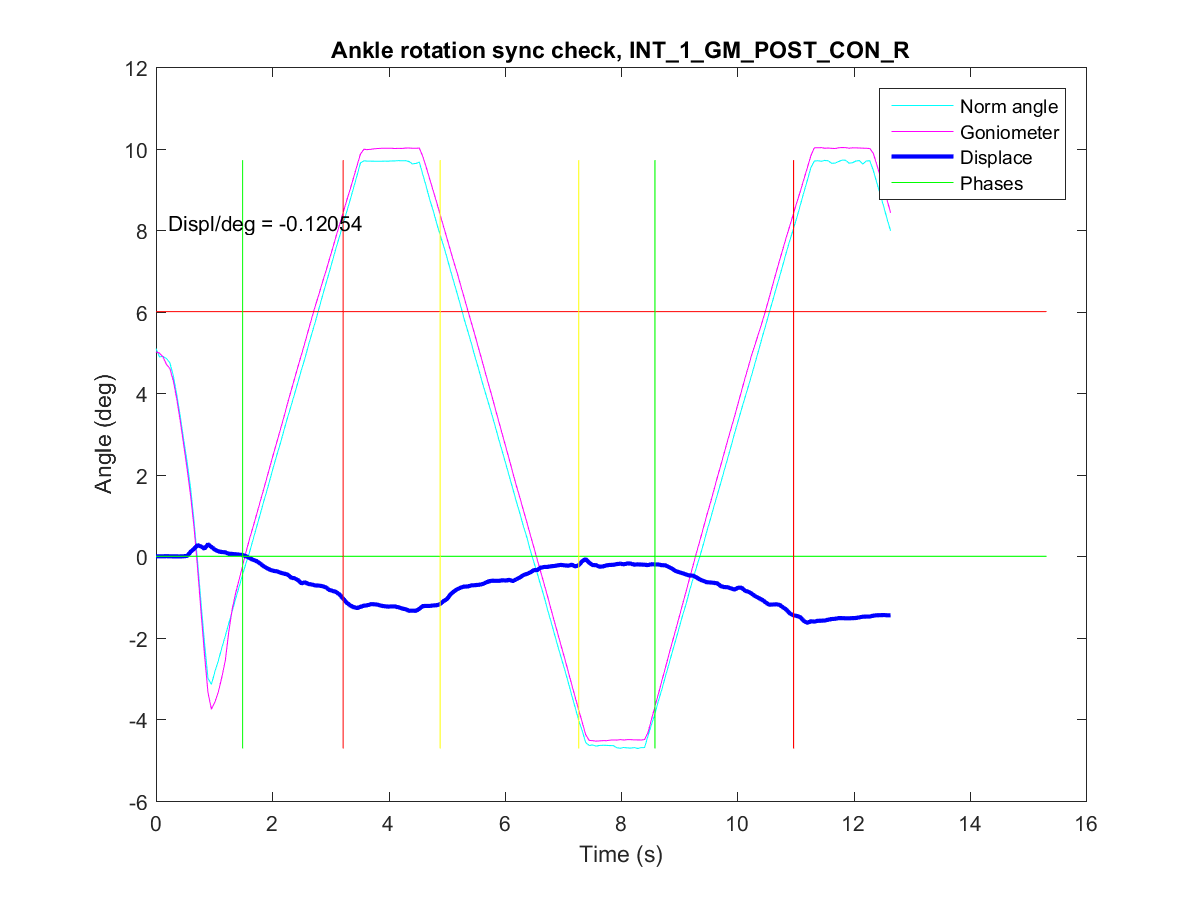 Ankle rotation sync check, INT_1_GM_POST_CON_R
12
10
8
6
4
2
0
-2
-4
-6
Angle (deg)
Displ/deg = -0.12054
Norm angle
Goniometer
Displace
Phases
0 2 4 6 8 10 12 14 16
Time (s)